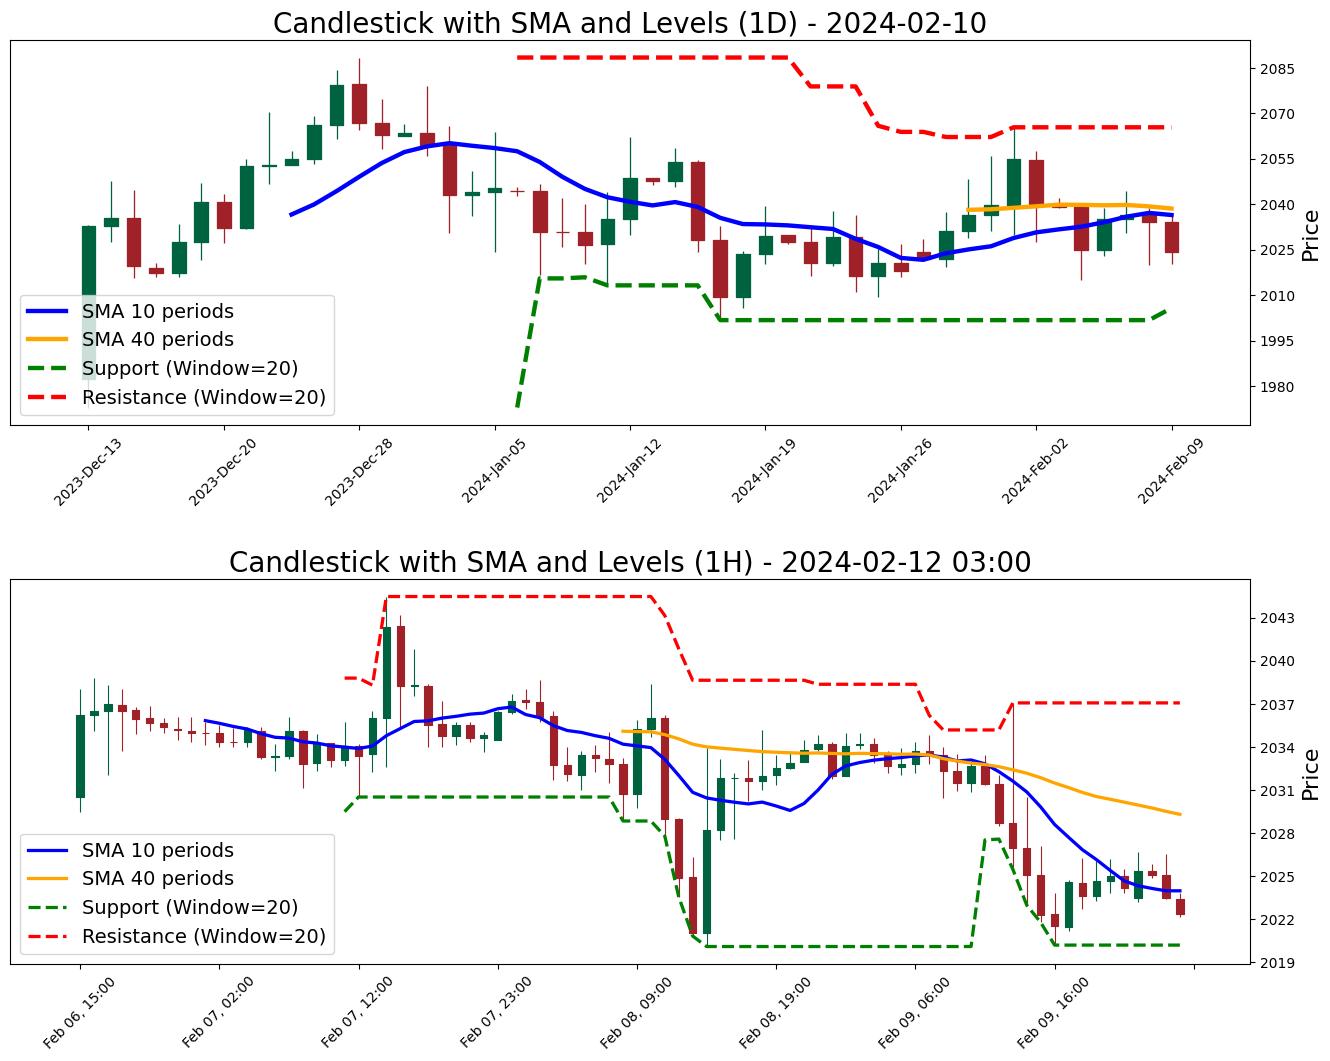 Candlestick with SMA and Levels (1D) - 2024-02-10
2085
2070
2055
2040
2025
2010
1995
1980
Price
SMA 10 periods
SMA 40 periods
Support (Window=20)
Resistance (Window=20)
2023-Dec-13
2023-Dec-20
2023-Dec-28
2024-Jan-05
2024-Jan-12
2024-Jan-19
2024-Jan-26
2024-Feb-02
2024-Feb-09
Candlestick with SMA and Levels (1H) - 2024-02-12 03:00
2043
2040
2037
2034
2031
2028
2025
2022
2019
Price
SMA 10 periods
SMA 40 periods
Support (Window=20)
Resistance (Window=20)
Feb 06, 15:00
Feb 07, 02:00
Feb 07, 12:00
Feb 07, 23:00
Feb 08, 09:00
Feb 08, 19:00
Feb 09, 06:00
Feb 09, 16:00